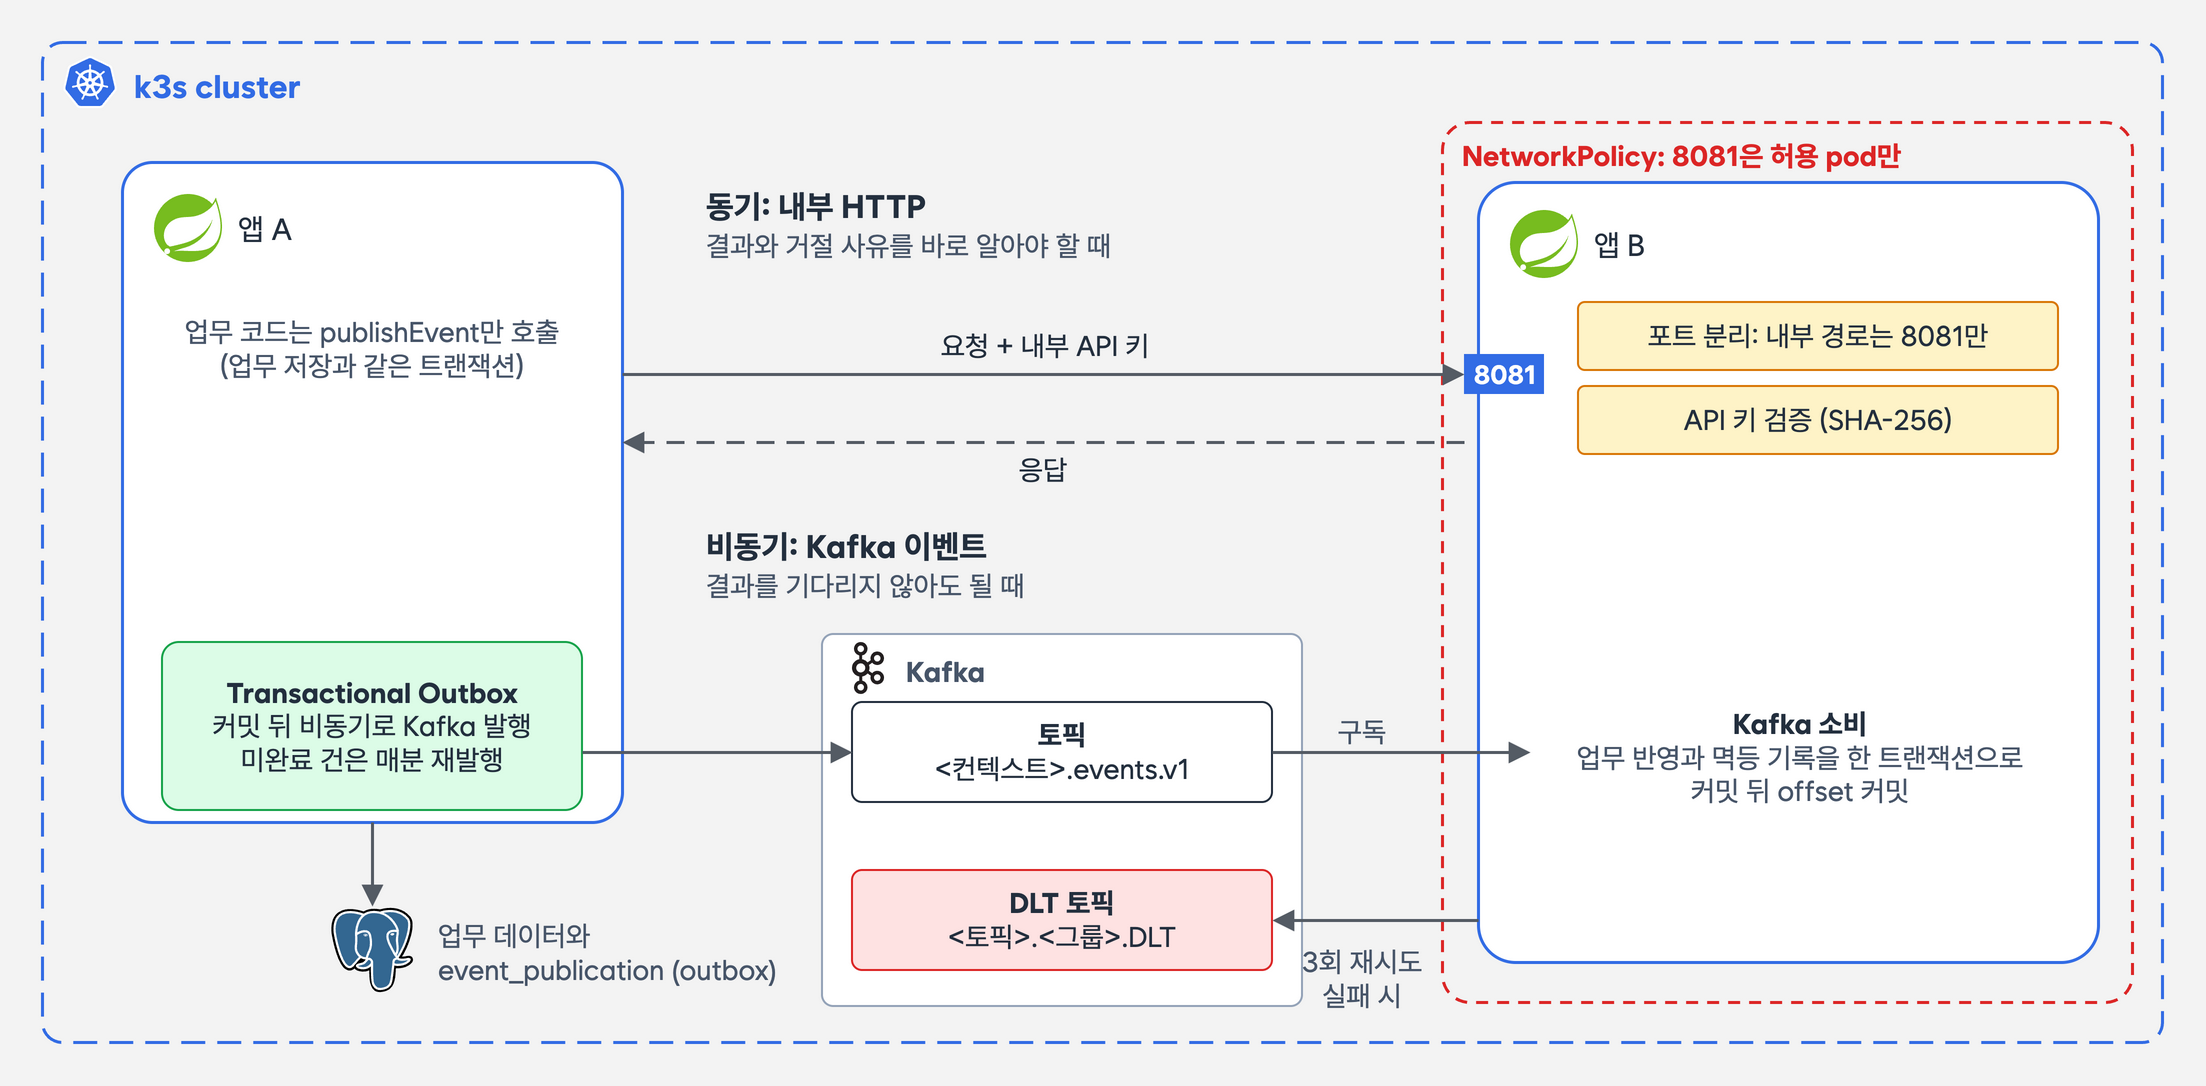 k3s cluster
앱 A
업무 코드는 publishEvent만 호출
(업무 저장과 같은 트랜잭션)
Transactional Outbox
커밋 뒤 비동기로 Kafka 발행
미완료 건은 매분 재발행
업무 데이터와
event_publication (outbox)
동기: 내부 HTTP
결과와 거절 사유를 바로 알아야 할 때
요청 + 내부 API 키
응답
비동기: Kafka 이벤트
결과를 기다리지 않아도 될 때
Kafka
토픽
<컨텍스트>.events.v1
DLT 토픽
<토픽>.<그룹>.DLT
구독
3회 재시도
실패 시
NetworkPolicy: 8081은 허용 pod만
앱 B
8081
포트 분리: 내부 경로는 8081만
API 키 검증 (SHA-256)
Kafka 소비
업무 반영과 멱등 기록을 한 트랜잭션으로
커밋 뒤 offset 커밋